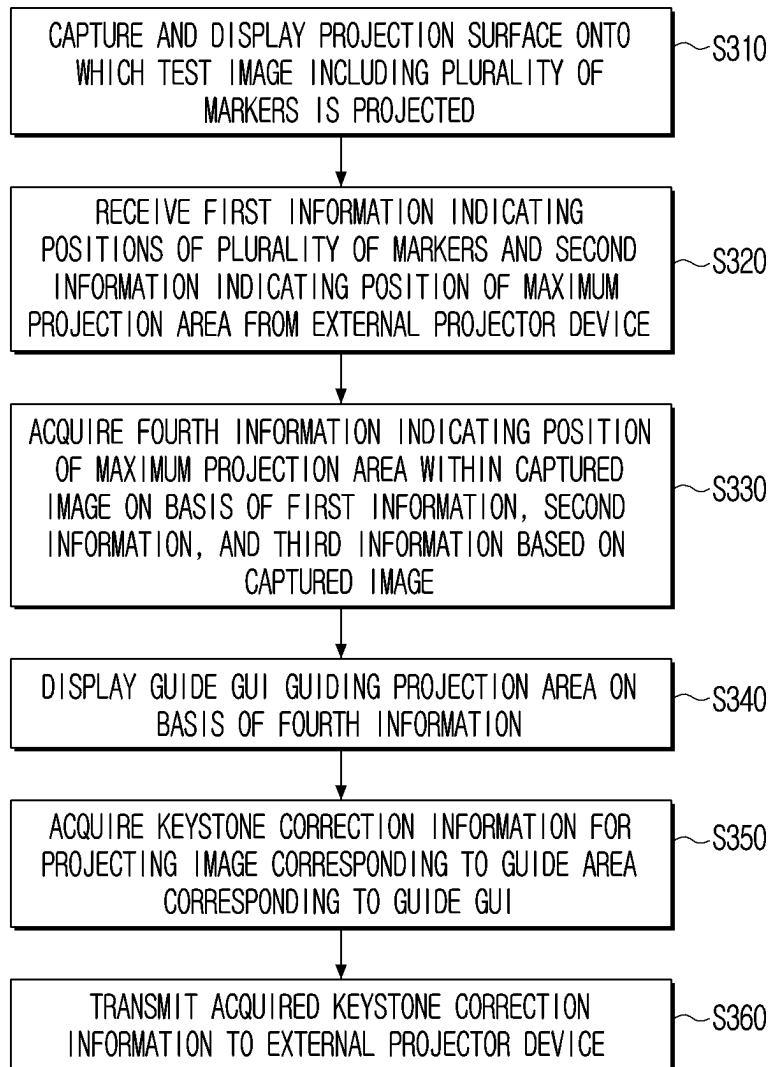 CAPTURE AND DISPLAY PROJECTION SURFACE ONTO
WHICH TEST IMAGE INCLUDING PLURALITY OF
MARKERS IS PROJECTED
S310
RECEIVE FIRST INFORMATION INDICATING
POSITIONS OF PLURALITY OF MARKERS AND SECOND
INFORMATION INDICATING POSITION OF MAXIMUM
PROJECTION AREA FROM EXTERNAL PROJECTOR DEVICE
S320
ACQUIRE FOURTH INFORMATION INDICATING POSITION
OF MAXIMUM PROJECTION AREA WITHIN CAPTURED
IMAGE ON BASIS OF FIRST INFORMATION, SECOND
INFORMATION, AND THIRD INFORMATION BASED ON
CAPTURED IMAGE
S330
DISPLAY GUIDE GUI GUIDING PROJECTION AREA ON
BASIS OF FOURTH INFORMATION
S340
ACQUIRE KEYSTONE CORRECTION INFORMATION FOR
PROJECTING IMAGE CORRESPONDING TO GUIDE AREA
CORRESPONDING TO GUIDE GUI
S350
TRANSMIT ACQUIRED KEYSTONE CORRECTION
INFORMATION TO EXTERNAL PROJECTOR DEVICE
S360